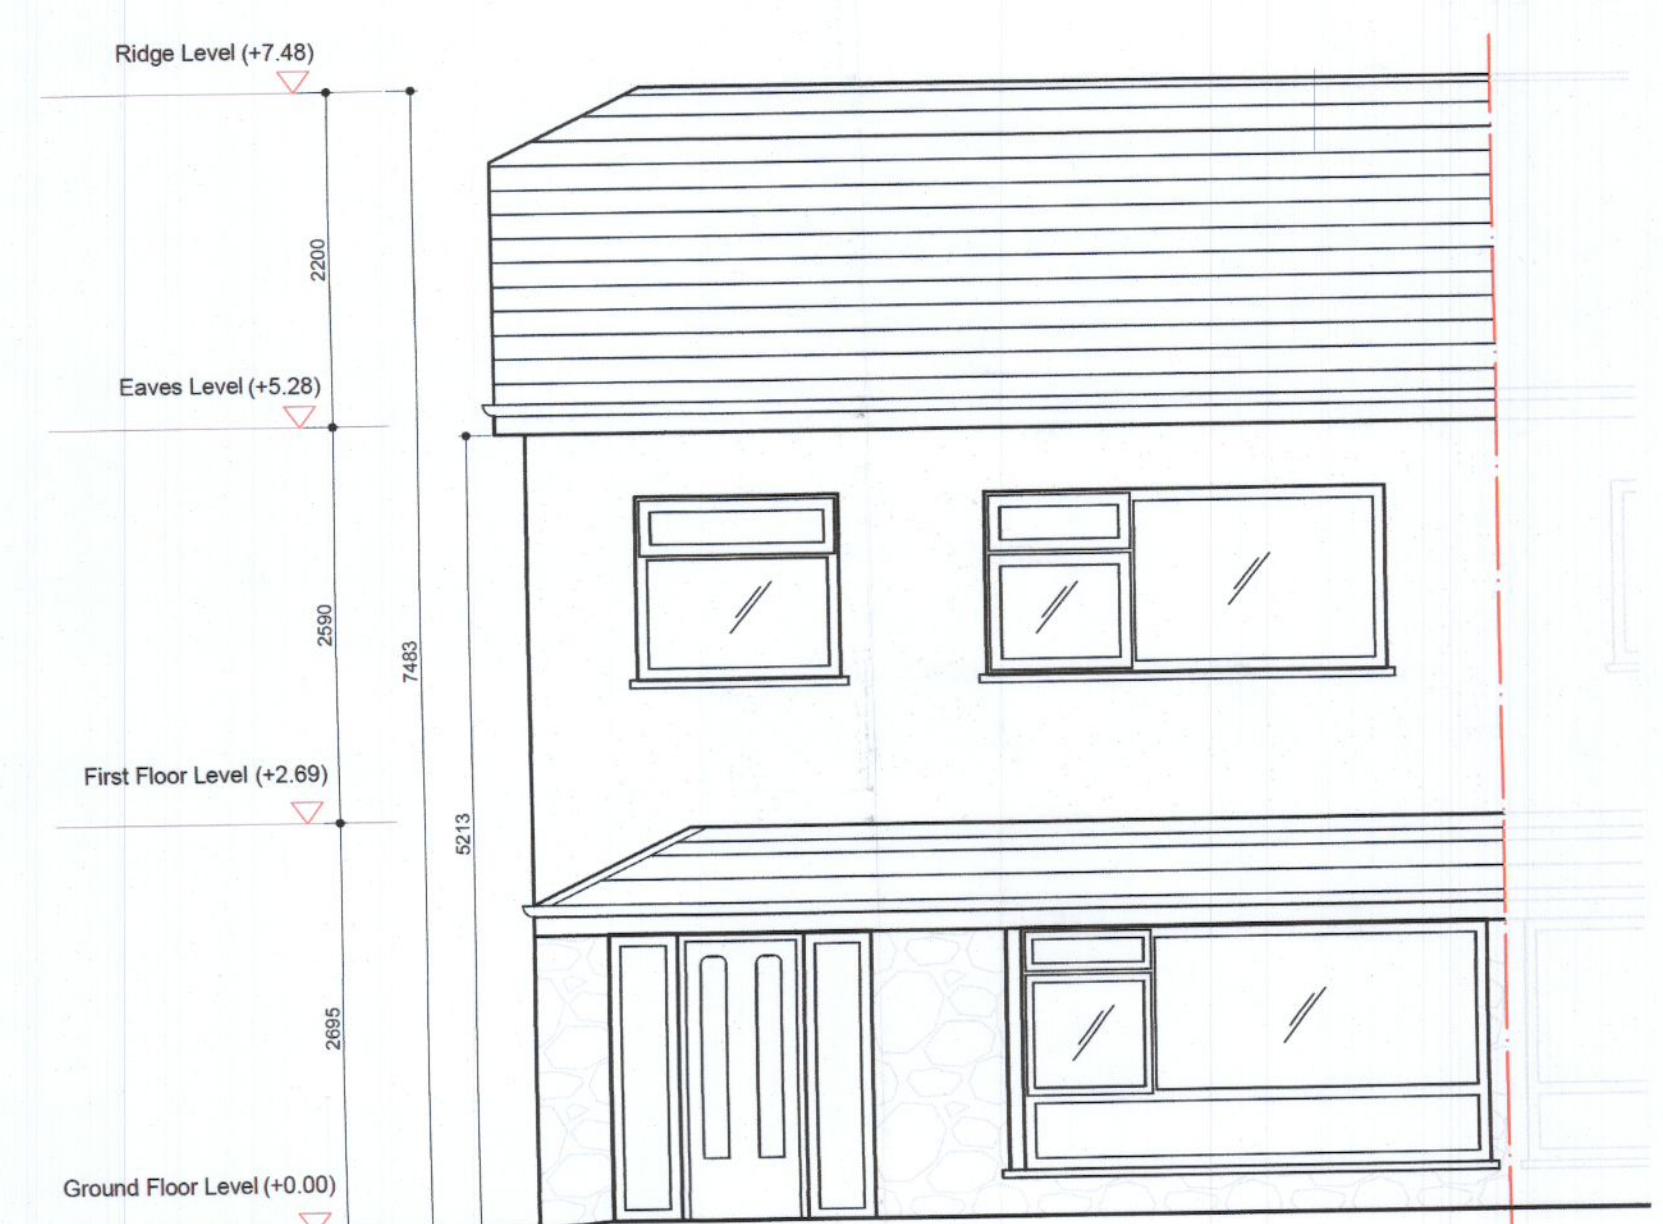 Ridge Level (+7.48)
2200
Eaves Level (+5.28)
2590
7483
First Floor Level (+2.69)
5213
2695
Ground Floor Level (+0.00)